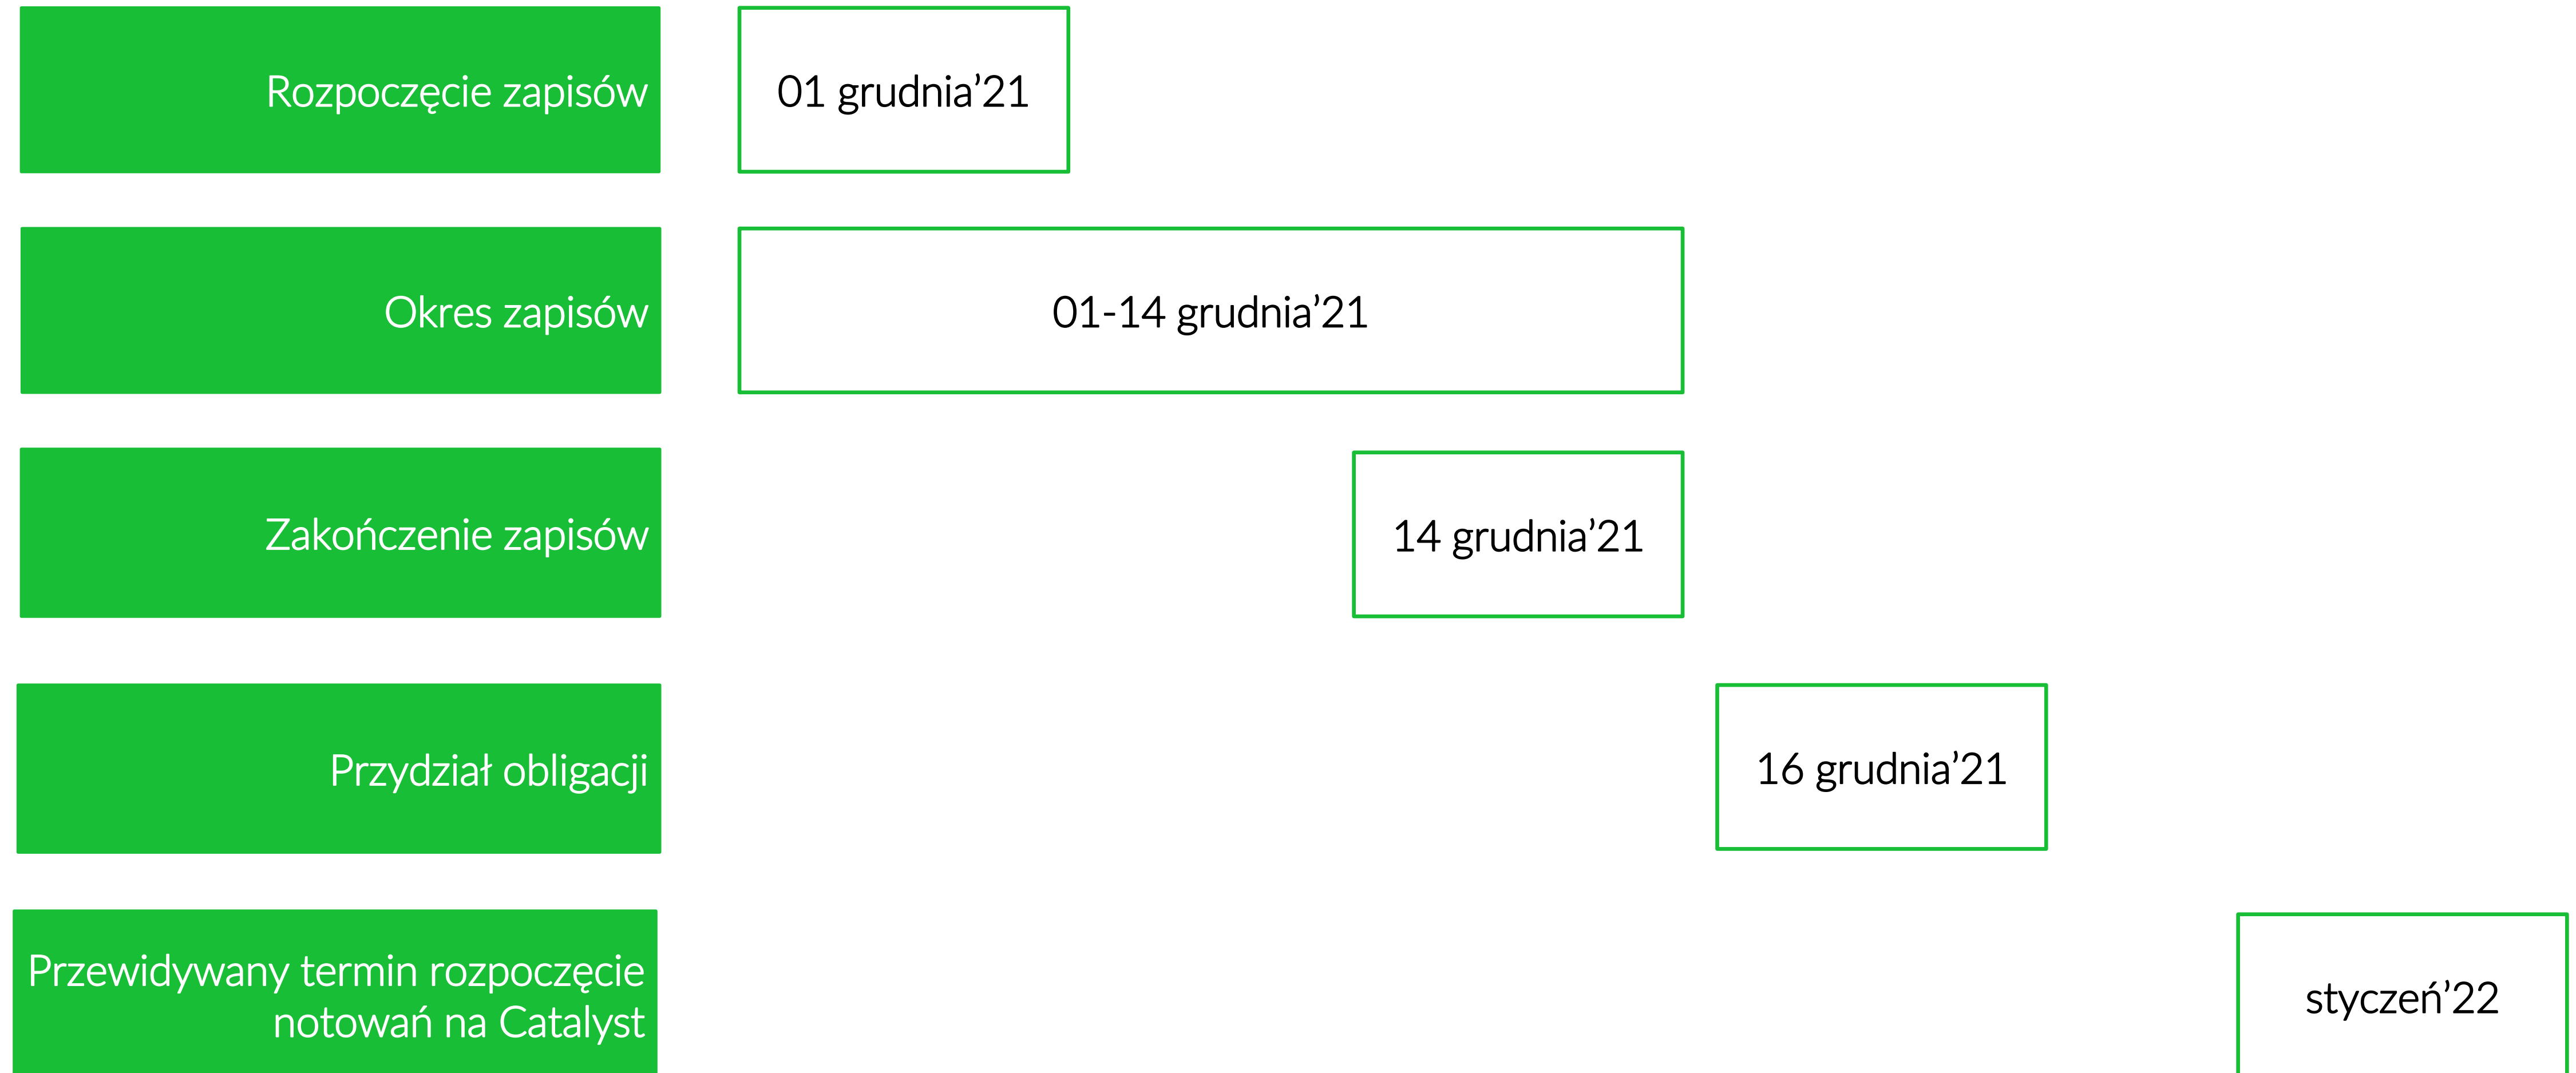 Rozpoczęcie zapisów
01 grudnia’21
Okres zapisów
01-14 grudnia’21
Zakończenie zapisów
14 grudnia’21
Przydział obligacji
16 grudnia’21
Przewidywany termin rozpoczęcie
notowań na Catalyst
styczeń’22